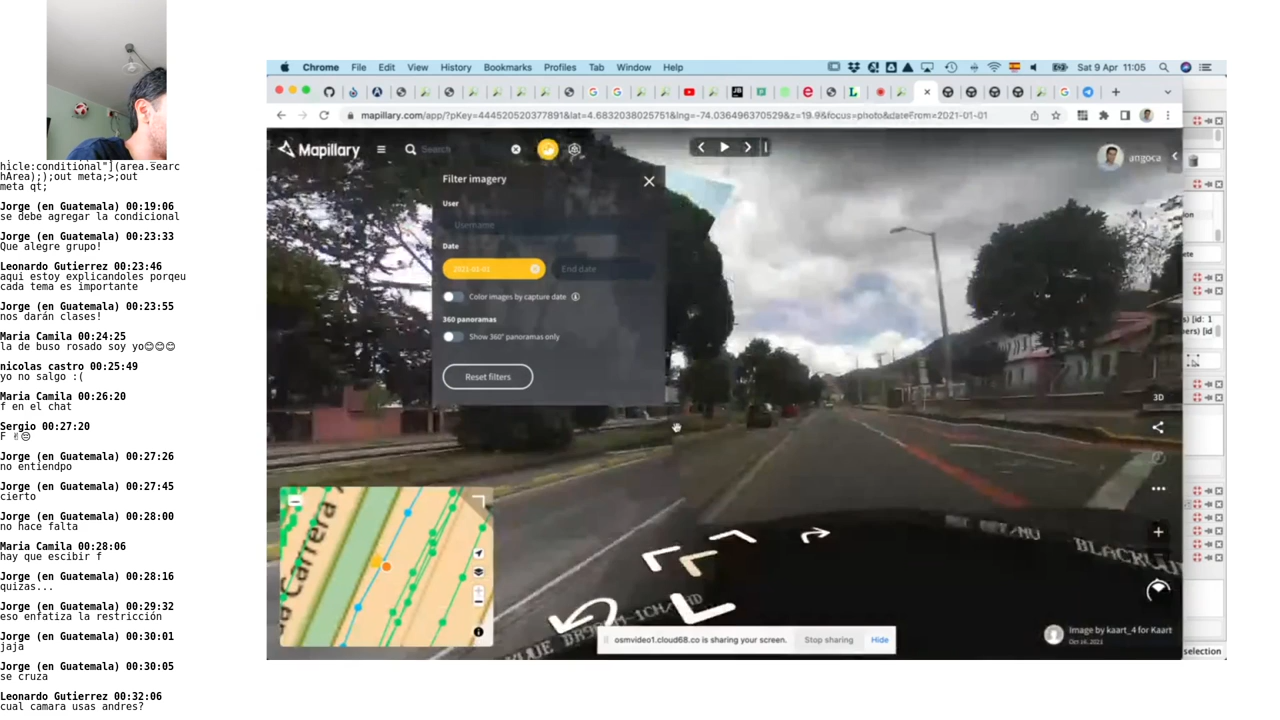 hicle:conditional"](area.searc
hArea););out meta;>;out
meta qt;
Jorge (en Guatemala) 00:19:06
se debe agregar la condicional
Jorge (en Guatemala) 00:23:33
Que alegre grupo!
Leonardo Gutierrez 00:23:46
aqui estoy explicandoles porqeu
cada tema es importante
Jorge (en Guatemala) 00:23:55
nos darán clases!
Maria Camila 00:24:25
la de buso rosado soy yo😊😊😊
nicolas castro 00:25:49
yo no salgo :(
Maria Camila 00:26:20
f en el chat
Sergio 00:27:20
F ✌😔
Jorge (en Guatemala) 00:27:26
no entiendpo
Jorge (en Guatemala) 00:27:45
cierto
Jorge (en Guatemala) 00:28:00
no hace falta
Maria Camila 00:28:06
hay que escibir f
Jorge (en Guatemala) 00:28:16
quizas...
Jorge (en Guatemala) 00:29:32
eso enfatiza la restricción
Jorge (en Guatemala) 00:30:01
jaja
Jorge (en Guatemala) 00:30:05
se cruza
Leonardo Gutierrez 00:32:06
cual camara usas andres?
Chrome File Edit View History Bookmarks Profiles Tab Window Help Sat 9 Apr 11:05
mapillary.com/app/?pKey=444520520377891&lat=4.6832038025751&lng=-74.036496370529&z=19.9&focus=photo&dateFrom=2021-01-01
Mapillary
Search
angoca
Filter imagery
User
Username
Date
2021-01-01
End date
Color images by capture date
360 panoramas
Show 360° panoramas only
Reset filters
3D
Carrera
osmvideo1.cloud68.co is sharing your screen.
Stop sharing
Hide
Image by kaart_4 for Kaart
Oct 14, 2021
selection